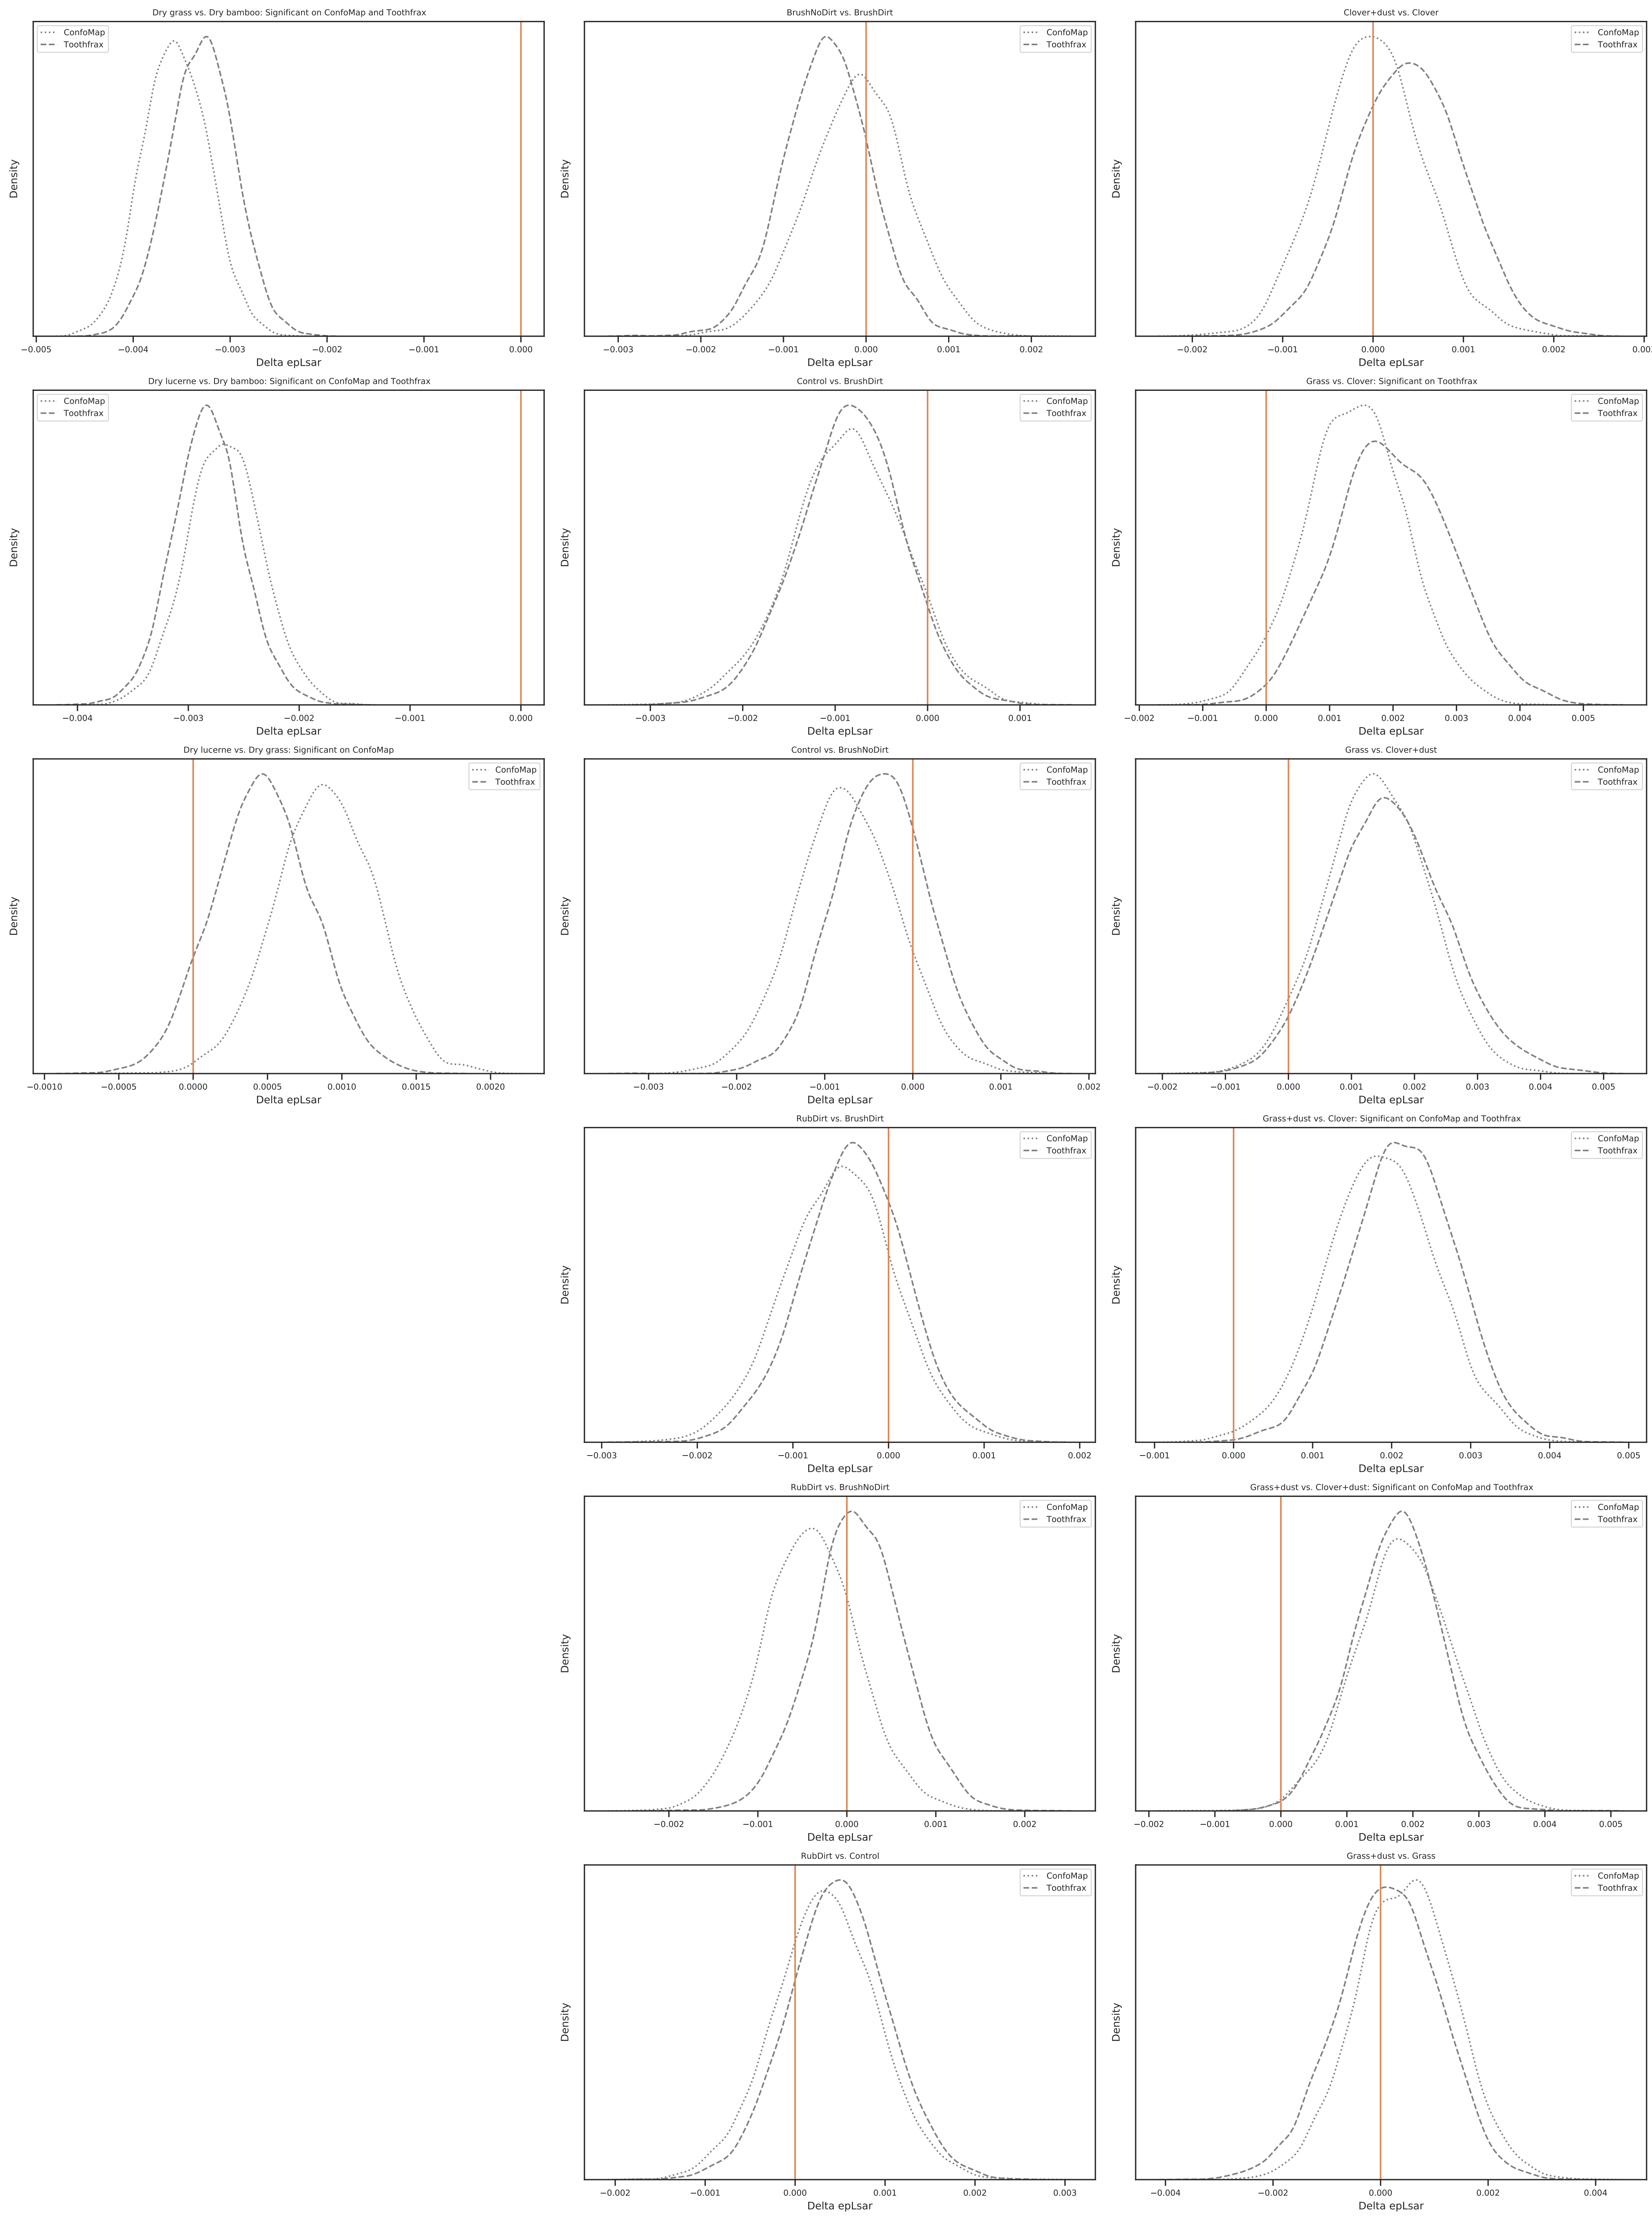 Dry grass vs. Dry bamboo: Significant on ConfoMap and Toothfrax
ConfoMap
Toothfrax
Density
−0.005 −0.004 −0.003 −0.002 −0.001 0.000
Delta epLsar
BrushNoDirt vs. BrushDirt
ConfoMap
Toothfrax
Density
−0.003 −0.002 −0.001 0.000 0.001 0.002
Delta epLsar
Clover+dust vs. Clover
ConfoMap
Toothfrax
Density
−0.002 −0.001 0.000 0.001 0.002
Delta epLsar
Dry lucerne vs. Dry bamboo: Significant on ConfoMap and Toothfrax
ConfoMap
Toothfrax
Density
−0.004 −0.003 −0.002 −0.001 0.000
Delta epLsar
Control vs. BrushDirt
ConfoMap
Toothfrax
Density
−0.003 −0.002 −0.001 0.000 0.001
Delta epLsar
Grass vs. Clover: Significant on Toothfrax
ConfoMap
Toothfrax
Density
−0.002 −0.001 0.000 0.001 0.002 0.003 0.004 0.005
Delta epLsar
Dry lucerne vs. Dry grass: Significant on ConfoMap
ConfoMap
Toothfrax
Density
−0.0010 −0.0005 0.0000 0.0005 0.0010 0.0015 0.0020
Delta epLsar
Control vs. BrushNoDirt
ConfoMap
Toothfrax
Density
−0.003 −0.002 −0.001 0.000 0.001 0.002
Delta epLsar
Grass vs. Clover+dust
ConfoMap
Toothfrax
Density
−0.002 −0.001 0.000 0.001 0.002 0.003 0.004 0.005
Delta epLsar
RubDirt vs. BrushDirt
ConfoMap
Toothfrax
Density
−0.003 −0.002 −0.001 0.000 0.001 0.002
Delta epLsar
Grass+dust vs. Clover: Significant on ConfoMap and Toothfrax
ConfoMap
Toothfrax
Density
−0.001 0.000 0.001 0.002 0.003 0.004 0.005
Delta epLsar
RubDirt vs. BrushNoDirt
ConfoMap
Toothfrax
Density
−0.002 −0.001 0.000 0.001 0.002
Delta epLsar
Grass+dust vs. Clover+dust: Significant on ConfoMap and Toothfrax
ConfoMap
Toothfrax
Density
−0.002 −0.001 0.000 0.001 0.002 0.003 0.004 0.005
Delta epLsar
RubDirt vs. Control
ConfoMap
Toothfrax
Density
−0.002 −0.001 0.000 0.001 0.002 0.003
Delta epLsar
Grass+dust vs. Grass
ConfoMap
Toothfrax
Density
−0.004 −0.002 0.000 0.002 0.004
Delta epLsar